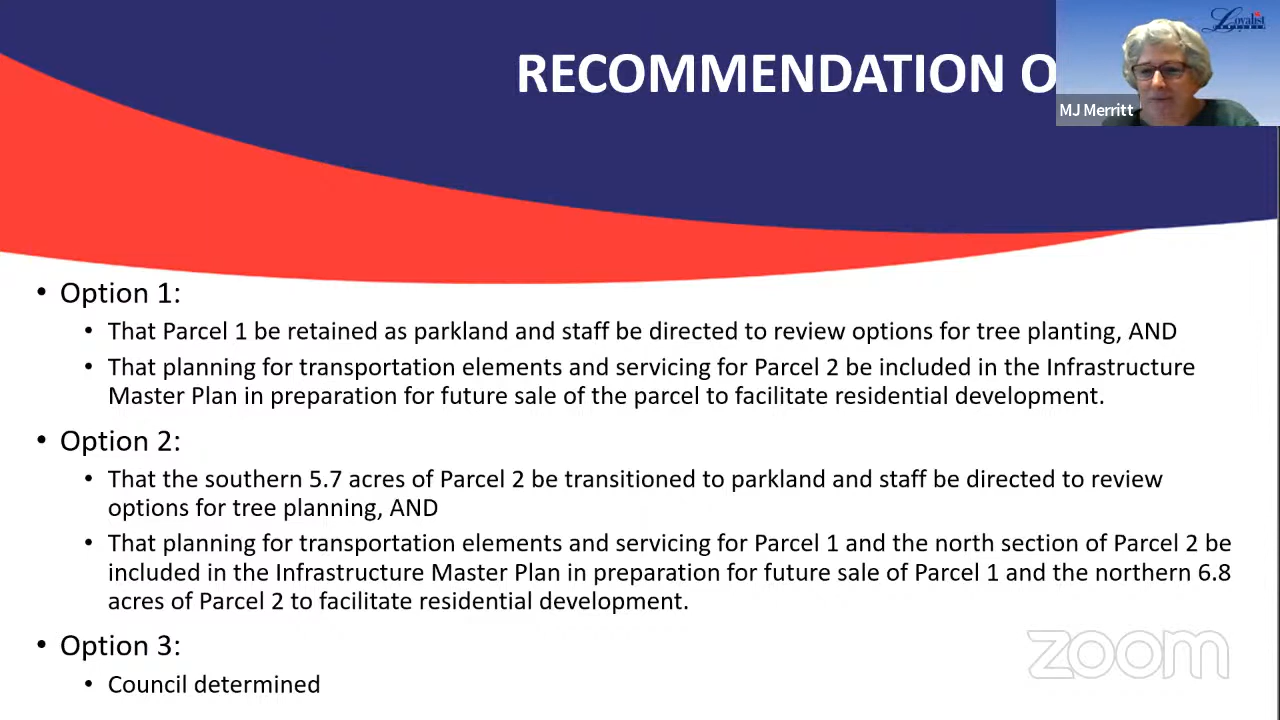 RECOMMENDATION O
Loyalist
MJ Merritt
• Option 1:
• That Parcel 1 be retained as parkland and staff be directed to review options for tree planting, AND
• That planning for transportation elements and servicing for Parcel 2 be included in the Infrastructure
Master Plan in preparation for future sale of the parcel to facilitate residential development.
• Option 2:
• That the southern 5.7 acres of Parcel 2 be transitioned to parkland and staff be directed to review
options for tree planning, AND
• That planning for transportation elements and servicing for Parcel 1 and the north section of Parcel 2 be
included in the Infrastructure Master Plan in preparation for future sale of Parcel 1 and the northern 6.8
acres of Parcel 2 to facilitate residential development.
• Option 3:
• Council determined
zoom